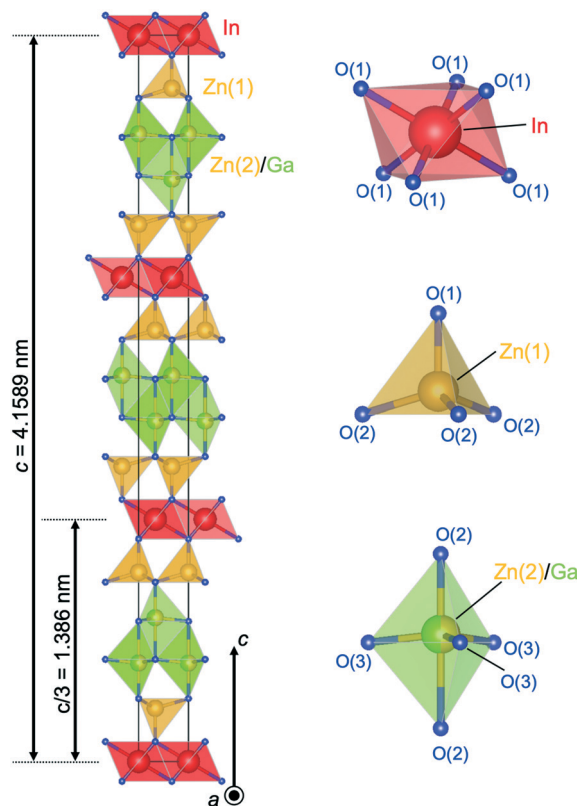 In
Zn(1)
Zn(2)/Ga
c = 4.1589 nm
c/3 = 1.386 nm
c
a
O(1)
O(1)
O(1)
In
O(1)
O(1)
O(1)
O(1)
Zn(1)
O(2)
O(2)
O(2)
O(2)
Zn(2)/Ga
O(3)
O(3)
O(3)
O(2)